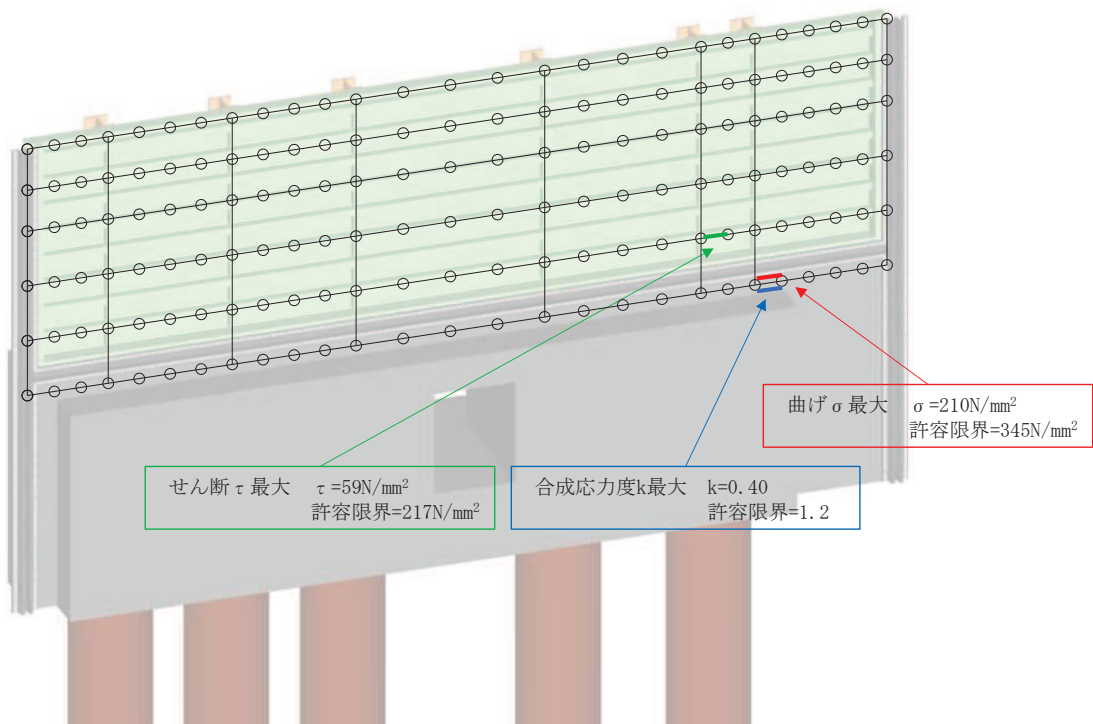 曲げσ最大 σ=210N/mm²
許容限界=345N/mm²
せん断τ最大 τ=59N/mm²
許容限界=217N/mm²
合成応力度k最大 k=0.40
許容限界=1.2